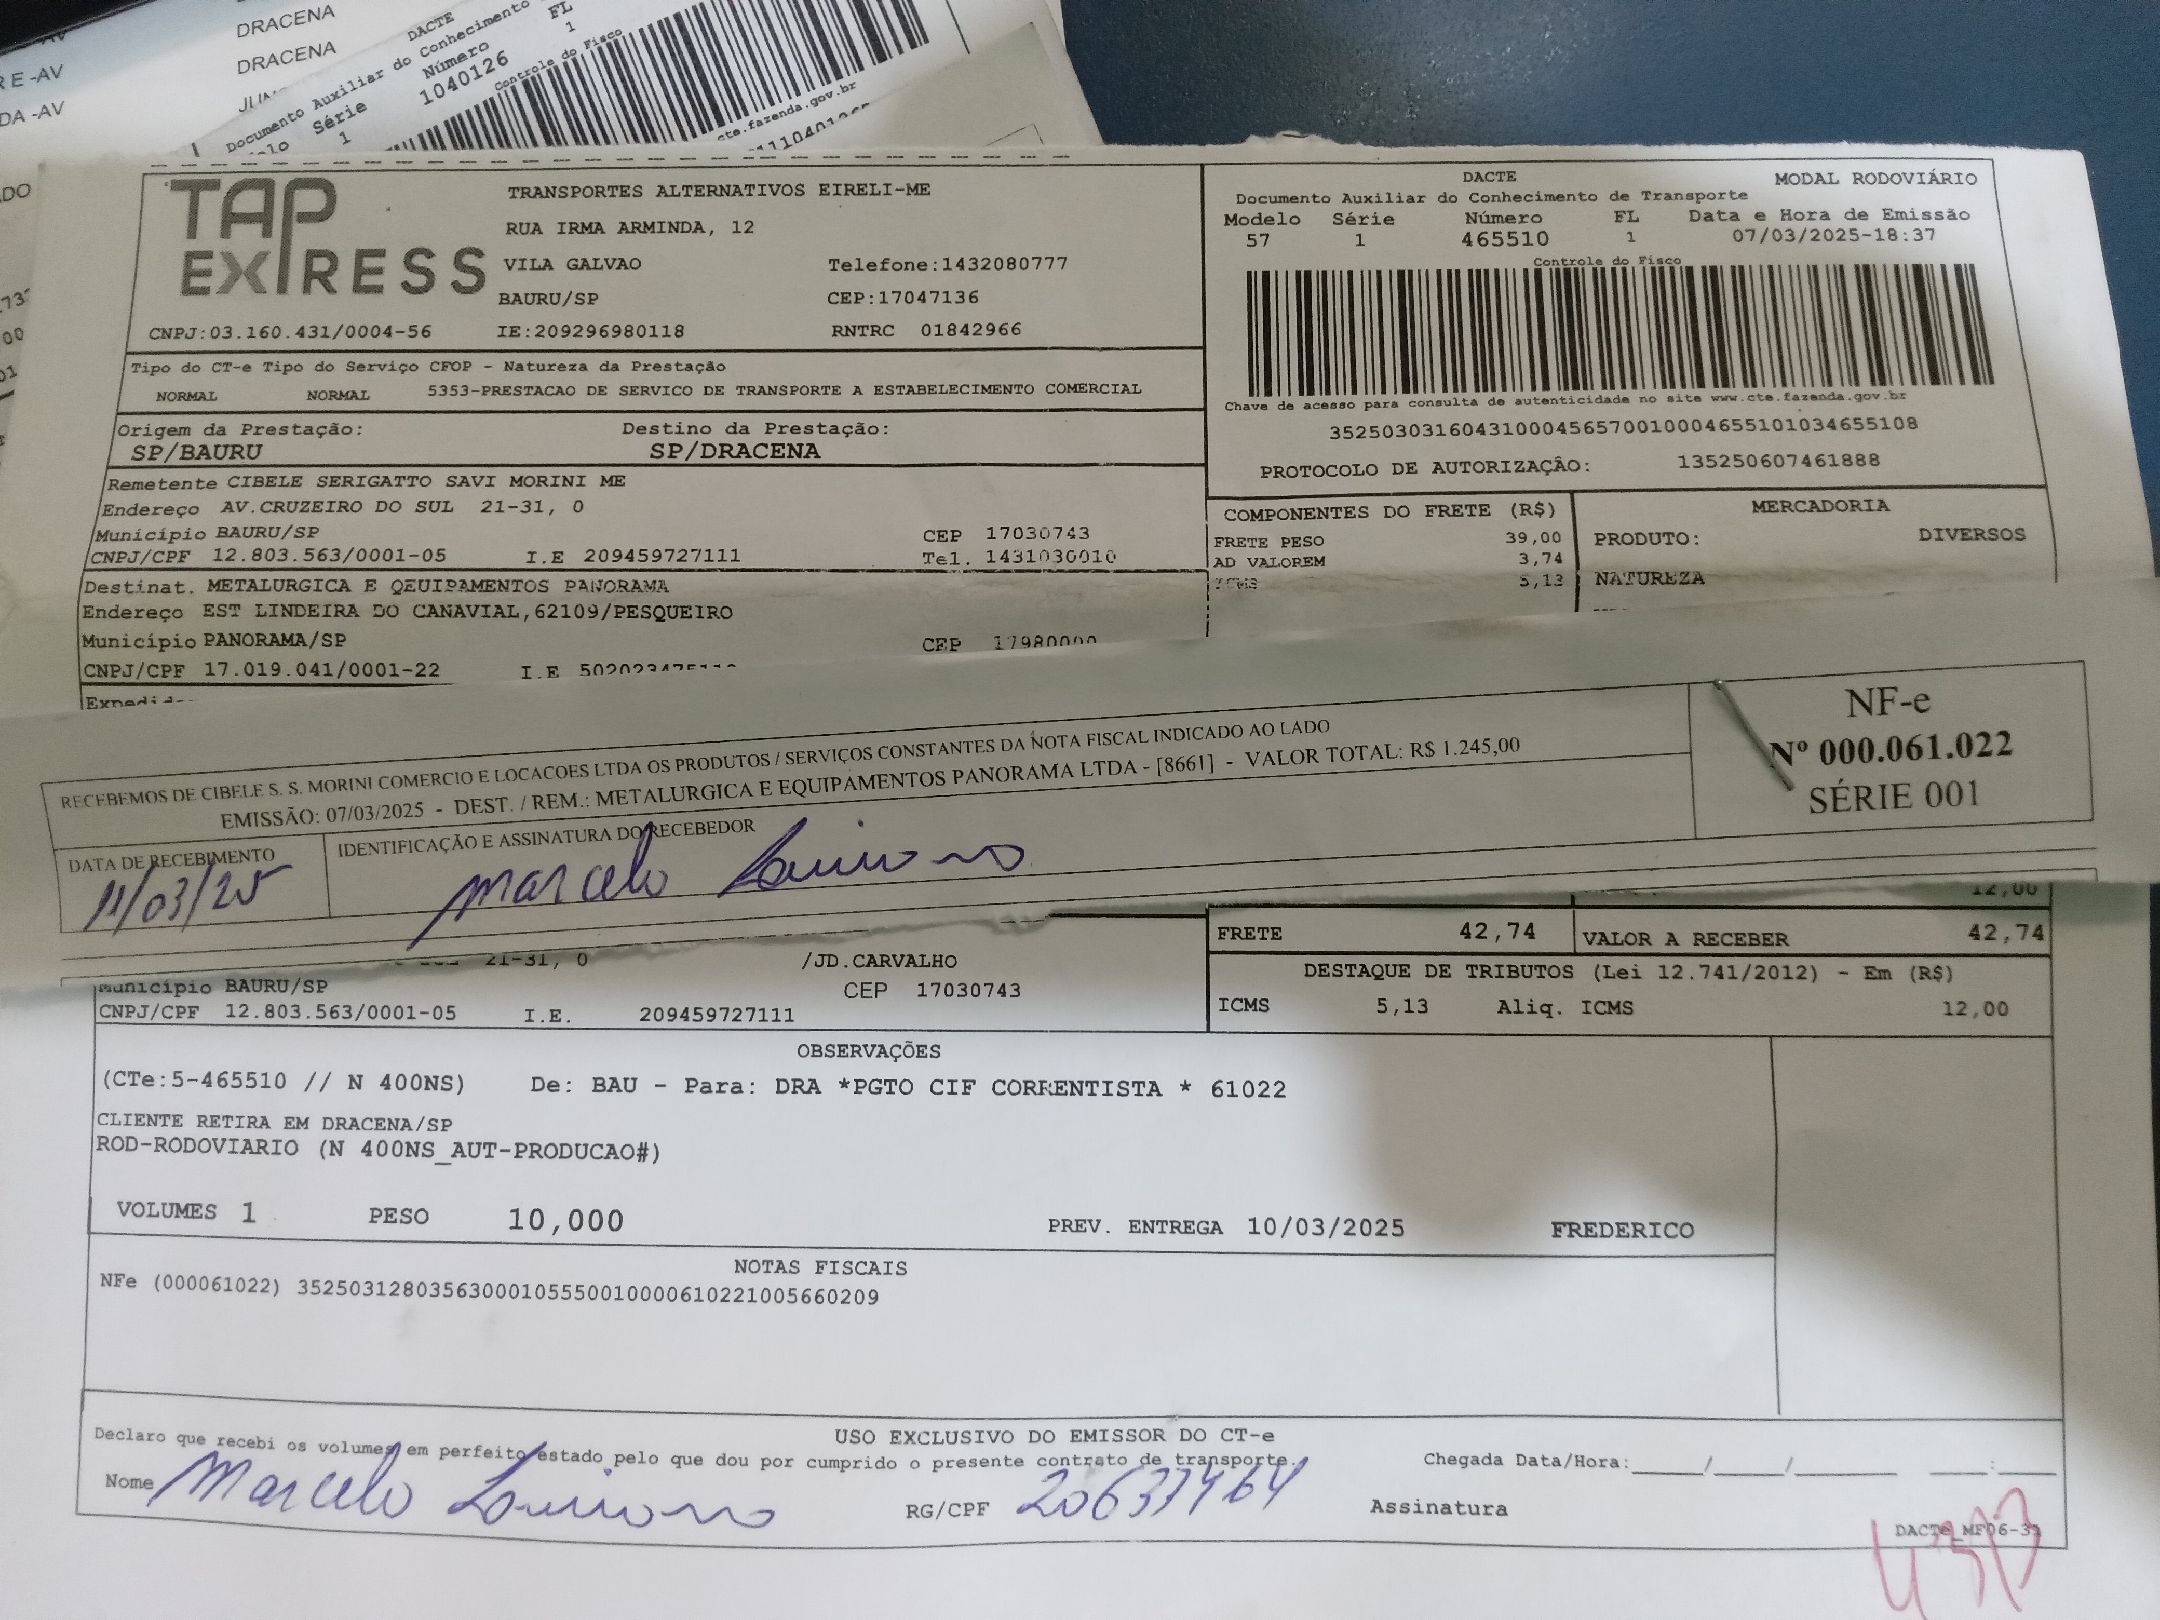 DRACENA
DRACENA
DACTE
FL
Documento Auxiliar do Conhecimento
Série
Número
1
1
1040126
Controle do Fisco
cte.fazenda.gov.br
R E -AV
DA -AV
TAP EXPRESS
TRANSPORTES ALTERNATIVOS EIRELI-ME
RUA IRMA ARMINDA, 12
VILA GALVAO Telefone:1432080777
BAURU/SP CEP:17047136
CNPJ:03.160.431/0004-56 IE:209296980118 RNTRC 01842966
DACTE MODAL RODOVIÁRIO
Documento Auxiliar do Conhecimento de Transporte
Modelo Série Número FL Data e Hora de Emissão
57 1 465510 1 07/03/2025-18:37
Controle do Fisco
Chave de acesso para consulta de autenticidade no site www.cte.fazenda.gov.br
35250303160431000456570010004655101034655108
PROTOCOLO DE AUTORIZAÇÃO: 135250607461888
Tipo do CT-e Tipo do Serviço CFOP - Natureza da Prestação
NORMAL NORMAL 5353-PRESTACAO DE SERVICO DE TRANSPORTE A ESTABELECIMENTO COMERCIAL
Origem da Prestação: Destino da Prestação:
SP/BAURU SP/DRACENA
Remetente CIBELE SERIGATTO SAVI MORINI ME
Endereço AV.CRUZEIRO DO SUL 21-31, 0
Município BAURU/SP CEP 17030743
CNPJ/CPF 12.803.563/0001-05 I.E 209459727111 Tel. 1431030010
Destinat. METALURGICA E QEUIPAMENTOS PANORAMA
Endereço EST LINDEIRA DO CANAVIAL,62109/PESQUEIRO
Município PANORAMA/SP CEP 17980000
CNPJ/CPF 17.019.041/0001-22 I.E
COMPONENTES DO FRETE (R$)
FRETE PESO 39,00
AD VALOREM 3,74
ICMS 5,13
MERCADORIA
PRODUTO: DIVERSOS
NATUREZA
RECEBEMOS DE CIBELE S. S. MORINI COMERCIO E LOCACOES LTDA OS PRODUTOS / SERVIÇOS CONSTANTES DA NOTA FISCAL INDICADO AO LADO
EMISSÃO: 07/03/2025 - DEST. / REM.: METALURGICA E EQUIPAMENTOS PANORAMA LTDA - [8661] - VALOR TOTAL: R$ 1.245,00
DATA DE RECEBIMENTO
11/03/25
IDENTIFICAÇÃO E ASSINATURA DO RECEBEDOR
Marcelo
NF-e
Nº 000.061.022
SÉRIE 001
12,00
FRETE 42,74 VALOR A RECEBER 42,74
DESTAQUE DE TRIBUTOS (Lei 12.741/2012) - Em (R$)
ICMS 5,13 Aliq. ICMS 12,00
21-31, 0 /JD.CARVALHO
Município BAURU/SP CEP 17030743
CNPJ/CPF 12.803.563/0001-05 I.E. 209459727111
OBSERVAÇÕES
(CTe:5-465510 // N 400NS) De: BAU - Para: DRA *PGTO CIF CORRENTISTA * 61022
CLIENTE RETIRA EM DRACENA/SP
ROD-RODOVIARIO (N 400NS_AUT-PRODUCAO#)
VOLUMES 1 PESO 10,000 PREV. ENTREGA 10/03/2025 FREDERICO
NOTAS FISCAIS
NFe (000061022) 35250312803563000105550010000610221005660209
USO EXCLUSIVO DO EMISSOR DO CT-e
Declaro que recebi os volumes em perfeito estado pelo que dou por cumprido o presente contrato de transporte.
Chegada Data/Hora:____/____/______ ___:___
Nome Marcelo
RG/CPF
Assinatura